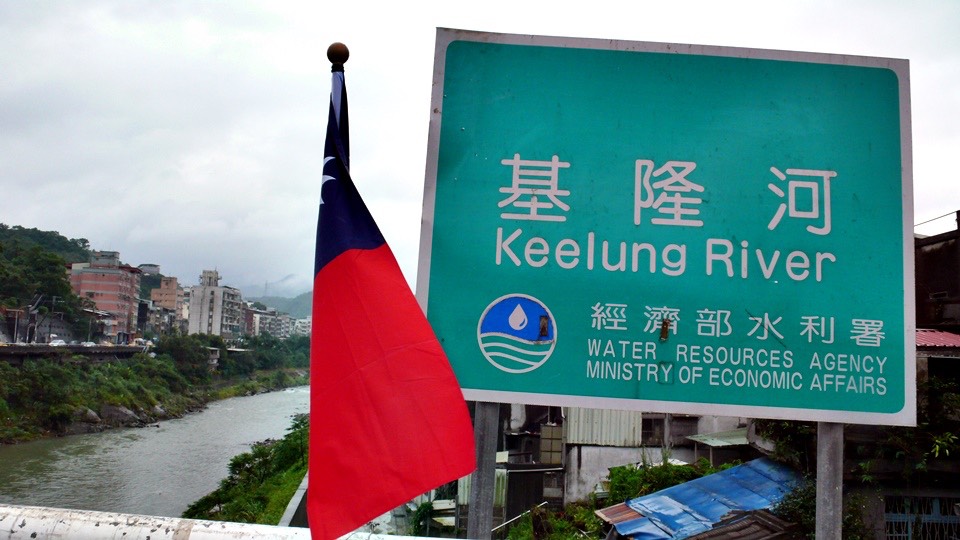 基隆河
Keelung River
經濟部水利署
WATER RESOURCES AGENCY
MINISTRY OF ECONOMIC AFFAIRS